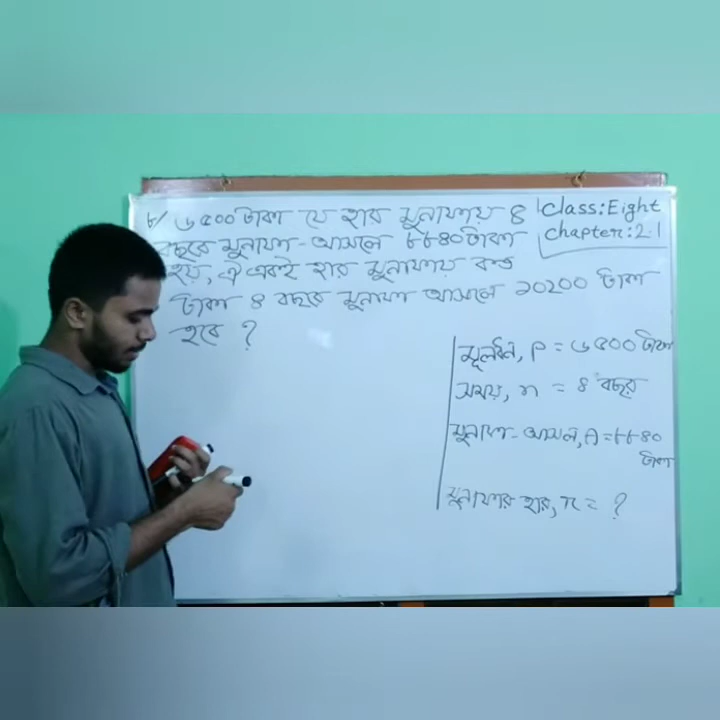 ৮/ ৬৫০০ টাকা যে হার মুনাফায় ৪
বছরে মুনাফা-আসলে ৮৮৪০ টাকা
হয়, ঐ একই হার মুনাফায় কত
টাকা ৪ বছরে মুনাফা আসলে ১০২০০ টাকা
হবে ?
Class: Eight
Chapter: 2.1
মূলধন, P = ৬৫০০ টাকা
সময়, n = ৪ বছর
মুনাফা-আসল, A = ৮৮৪০
টাকা
মুনাফার হার, r = ?